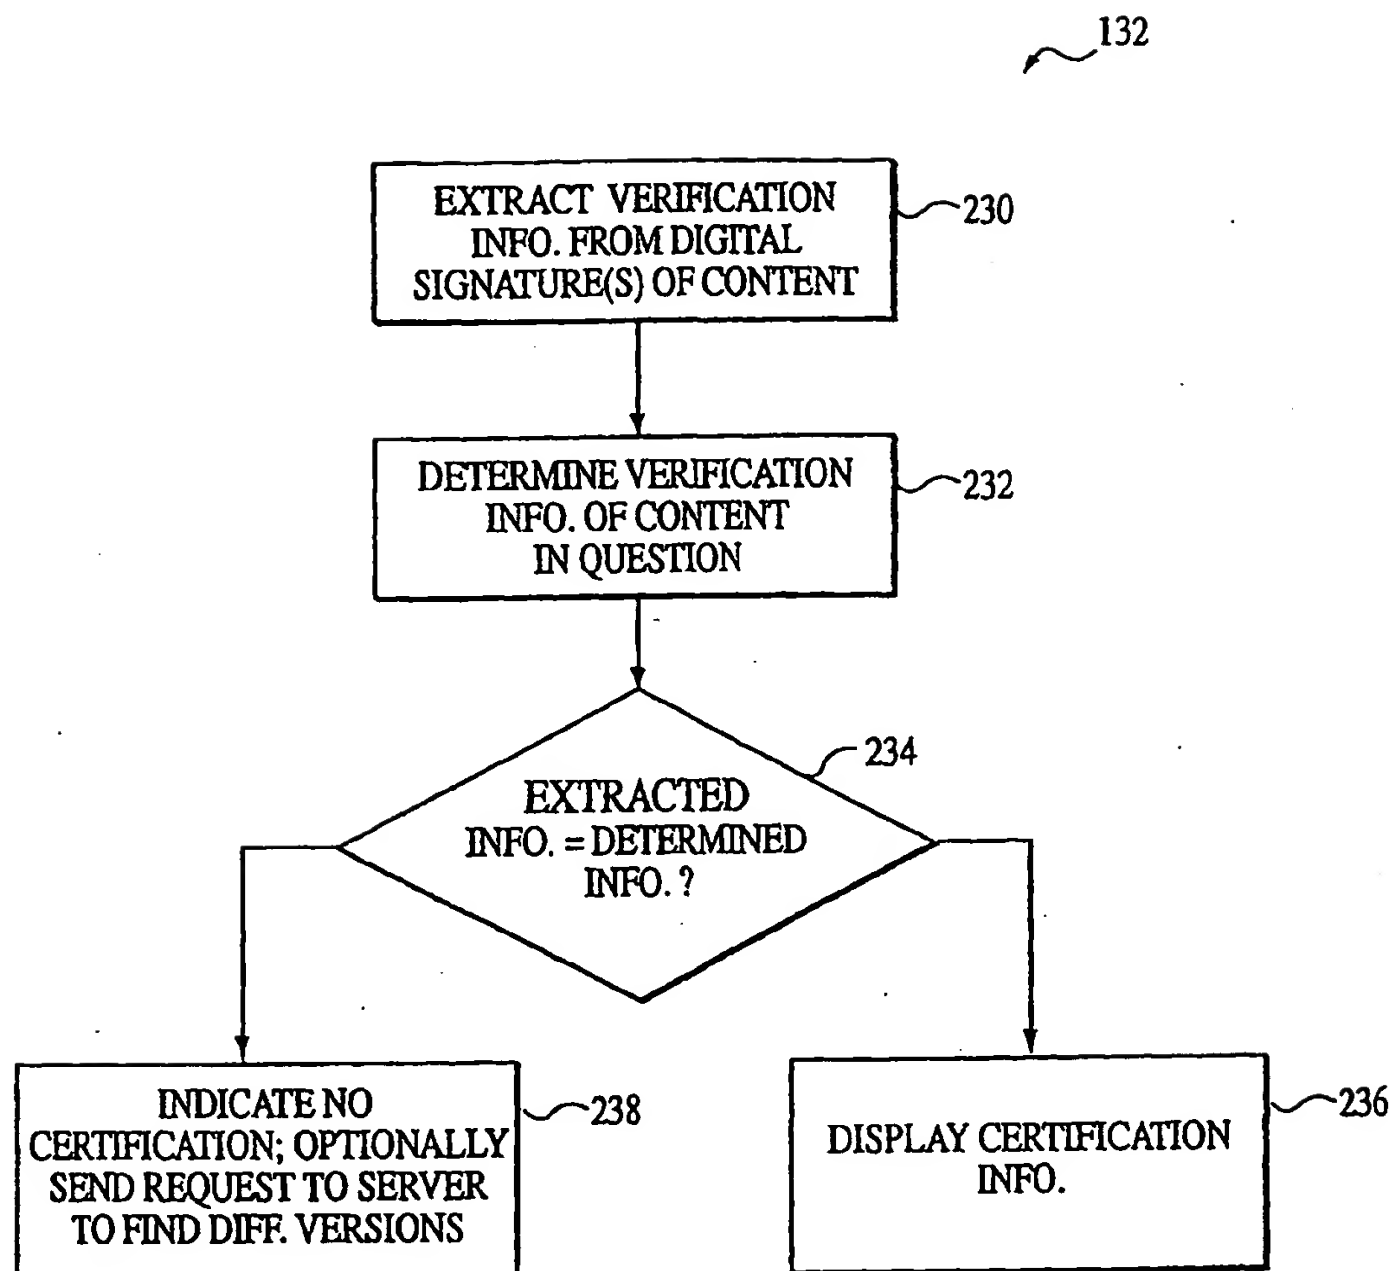 132
EXTRACT VERIFICATION
INFO. FROM DIGITAL
SIGNATURE(S) OF CONTENT
230
DETERMINE VERIFICATION
INFO. OF CONTENT
IN QUESTION
232
234
EXTRACTED
INFO. = DETERMINED
INFO. ?
INDICATE NO
CERTIFICATION; OPTIONALLY
SEND REQUEST TO SERVER
TO FIND DIFF. VERSIONS
238
DISPLAY CERTIFICATION
INFO.
236